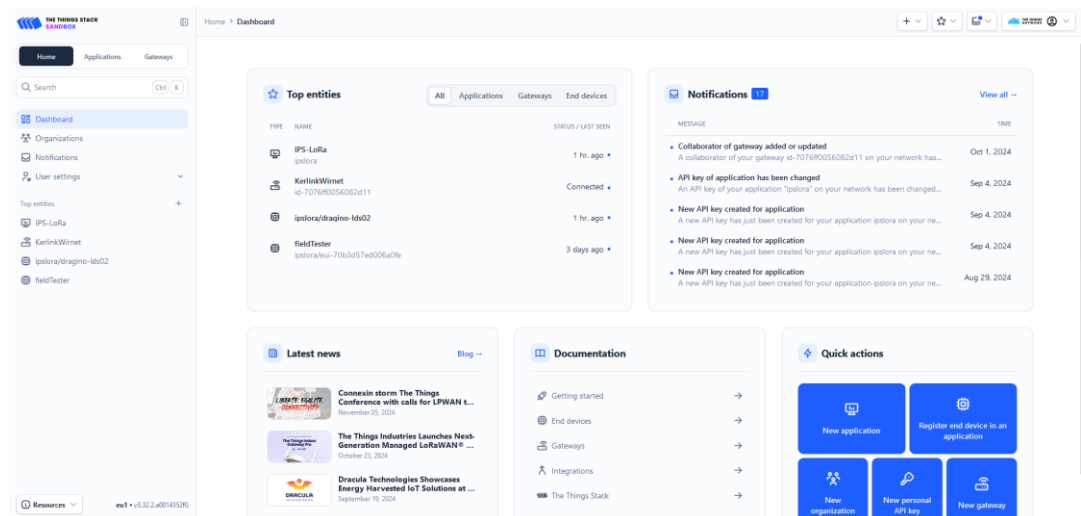 THE THINGS STACK
SANDBOX
Home > Dashboard
Home Applications Gateways
Search Ctrl K
Dashboard
Organizations
Notifications
User settings
Top entities +
IPS-LoRa
KerlinkWirnet
ipslora/dragino-lds02
fieldTester
Resources
eu1 • v3.32.2.a0014352f0
Top entities
All Applications Gateways End devices
TYPE NAME STATUS / LAST SEEN
IPS-LoRa
ipslora
1 hr. ago
KerlinkWirnet
id-7076ff0056082d11
Connected
ipslora/dragino-lds02
1 hr. ago
fieldTester
ipslora/eui-70b3d57ed006a0fe
3 days ago
Notifications 17
View all →
MESSAGE TIME
Collaborator of gateway added or updated
A collaborator of your gateway id-7076ff0056082d11 on your network has...
Oct 1, 2024
API key of application has been changed
An API key of your application "ipslora" on your network has been changed...
Sep 4, 2024
New API key created for application
A new API key has just been created for your application ipslora on your ne...
Sep 4, 2024
New API key created for application
A new API key has just been created for your application ipslora on your ne...
Sep 4, 2024
New API key created for application
A new API key has just been created for your application ipslora on your ne...
Aug 29, 2024
Latest news
Blog →
LIBERTE EGALITE
CONNECTIVITY
Connexin storm The Things
Conference with calls for LPWAN t...
November 05, 2024
The Things Indoor
Gateway Pro
The Things Industries Launches Next-
Generation Managed LoRaWAN® ...
October 23, 2024
DRACULA
Dracula Technologies Showcases
Energy Harvested IoT Solutions at ...
September 19, 2024
Documentation
Getting started
End devices
Gateways
Integrations
The Things Stack
Quick actions
New application
Register end device in an
application
New
organization
New personal
API key
New gateway